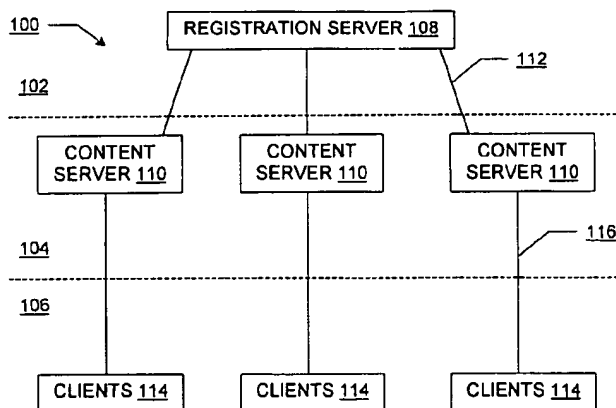 100
REGISTRATION SERVER 108
112
102
CONTENT
SERVER 110
CONTENT
SERVER 110
CONTENT
SERVER 110
104
116
106
CLIENTS 114
CLIENTS 114
CLIENTS 114